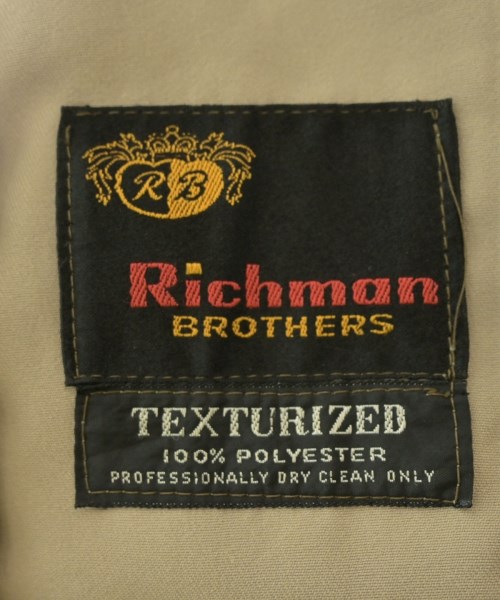 RB
Richman
BROTHERS
TEXTURIZED
100% POLYESTER
PROFESSIONALLY DRY CLEAN ONLY